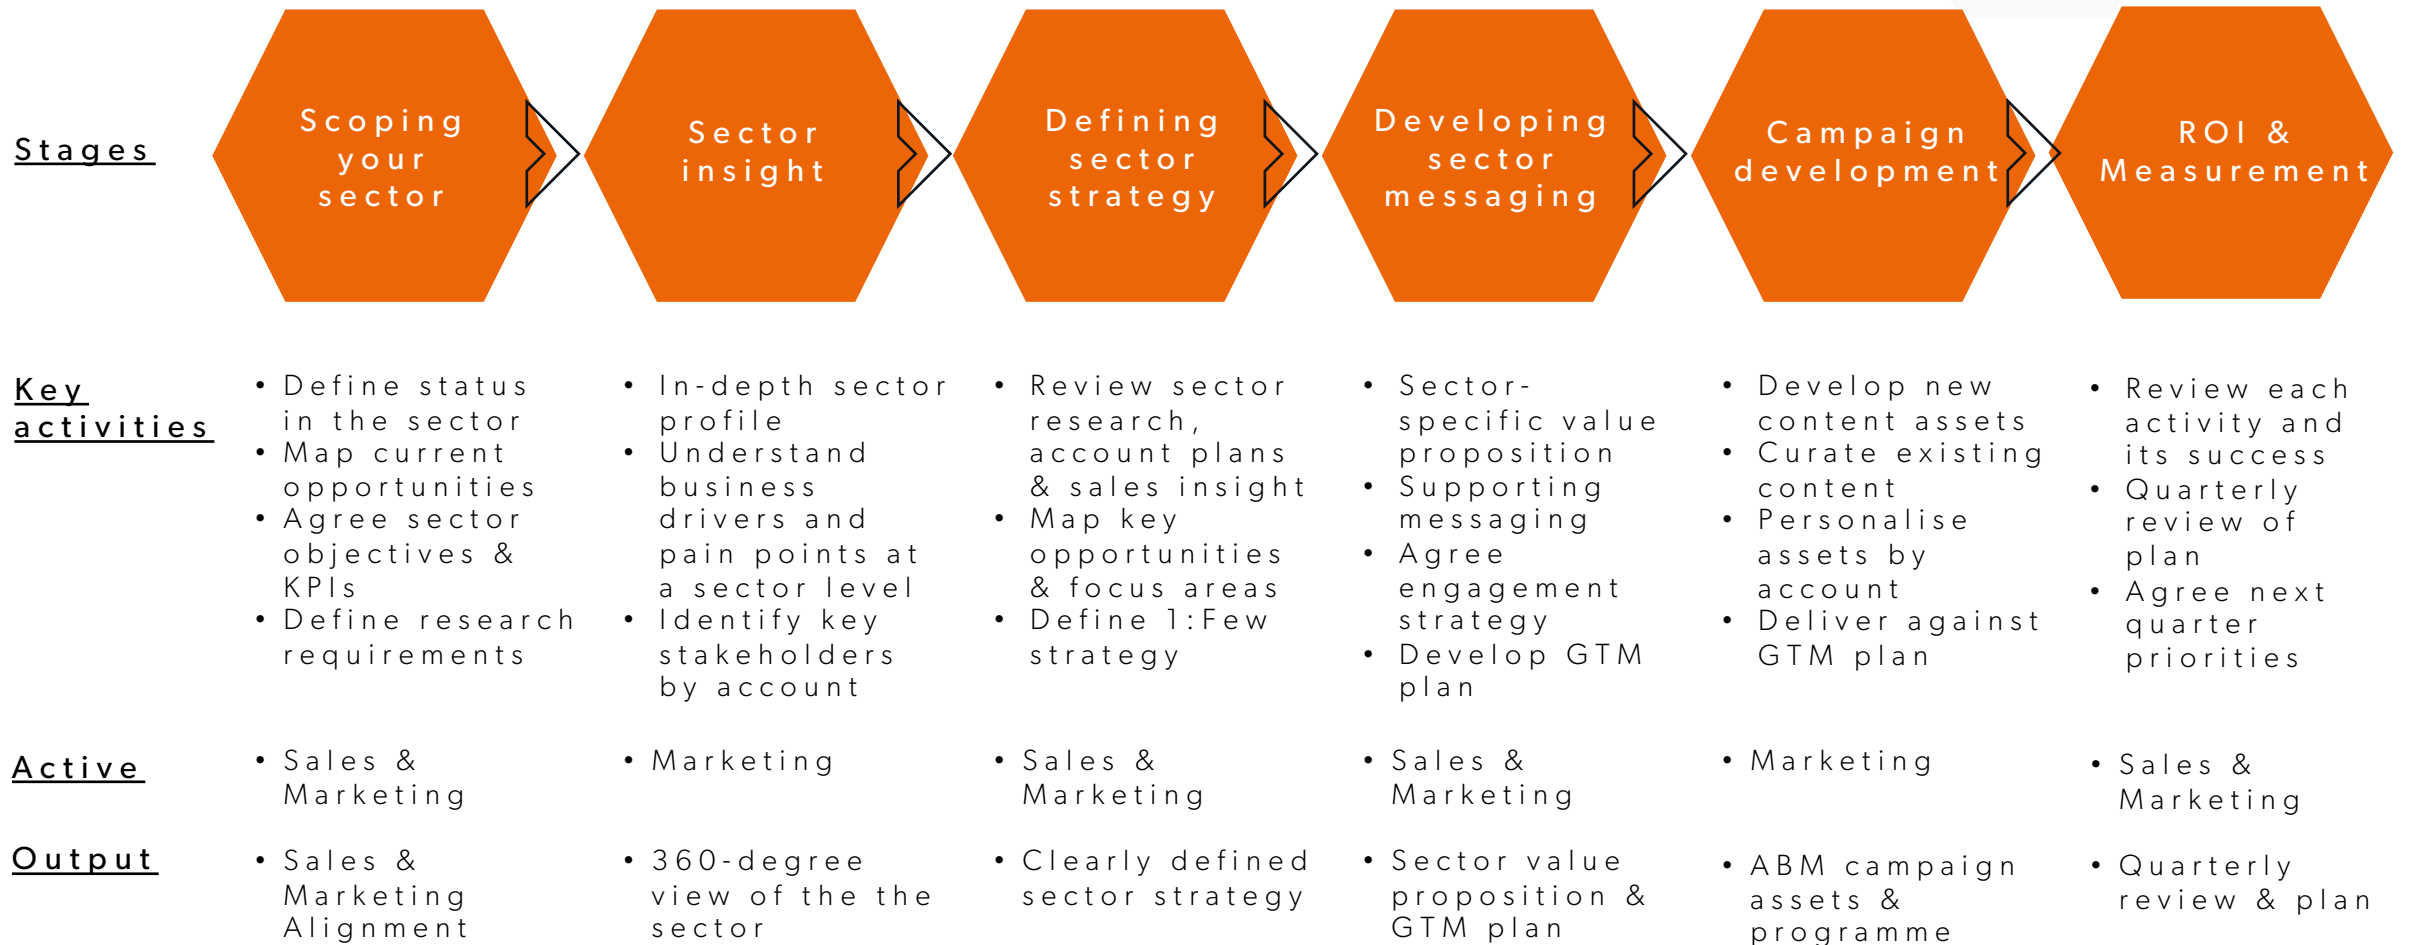 Stages
Scoping
your
sector
Sector
insight
Defining
sector
strategy
Developing
sector
messaging
Campaign
development
ROI &
Measurement
Key
activities
• Define status
in the sector
• Map current
opportunities
• Agree sector
objectives &
KPIs
• Define research
requirements
• In-depth sector
profile
• Understand
business
drivers and
pain points at
a sector level
• Identify key
stakeholders
by account
• Review sector
research,
account plans
& sales insight
• Map key
opportunities
& focus areas
• Define 1:Few
strategy
• Sector-
specific value
proposition
• Supporting
messaging
• Agree
engagement
strategy
• Develop GTM
plan
• Develop new
content assets
• Curate existing
content
• Personalise
assets by
account
• Deliver against
GTM plan
• Review each
activity and
its success
• Quarterly
review of
plan
• Agree next
quarter
priorities
Active
• Sales &
Marketing
• Marketing
• Sales &
Marketing
• Sales &
Marketing
• Marketing
• Sales &
Marketing
Output
• Sales &
Marketing
Alignment
• 360-degree
view of the the
sector
• Clearly defined
sector strategy
• Sector value
proposition &
GTM plan
• ABM campaign
assets &
programme
• Quarterly
review & plan